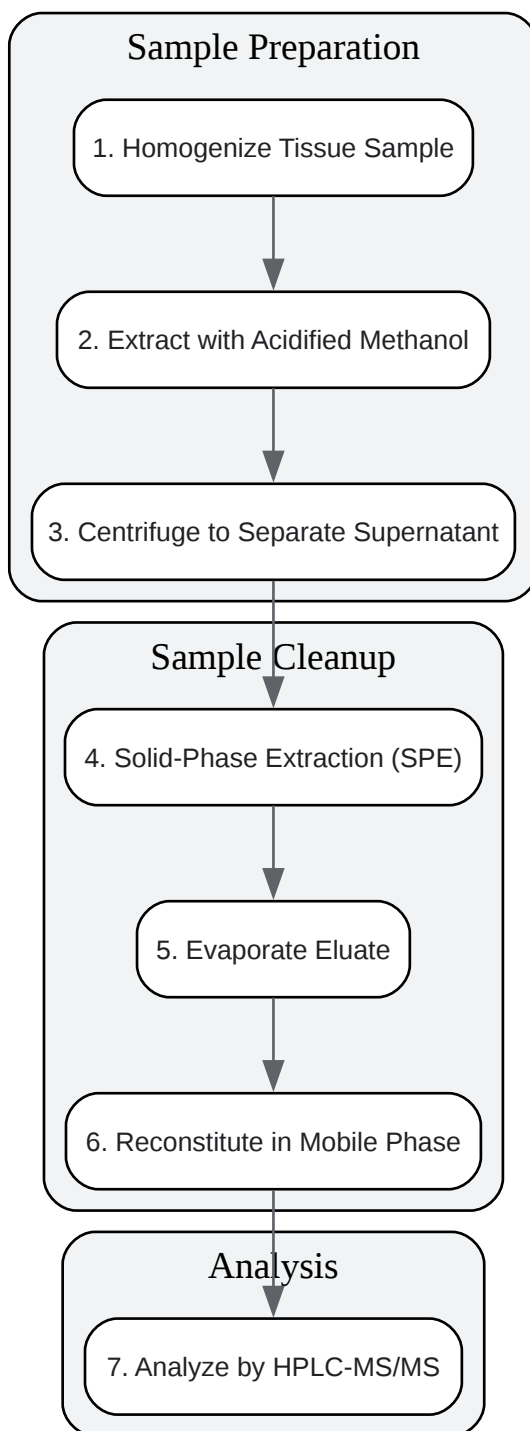 Sample Preparation
1. Homogenize Tissue Sample
2. Extract with Acidified Methanol
3. Centrifuge to Separate Supernatant
Sample Cleanup
4. Solid-Phase Extraction (SPE)
5. Evaporate Eluate
6. Reconstitute in Mobile Phase
Analysis
7. Analyze by HPLC-MS/MS